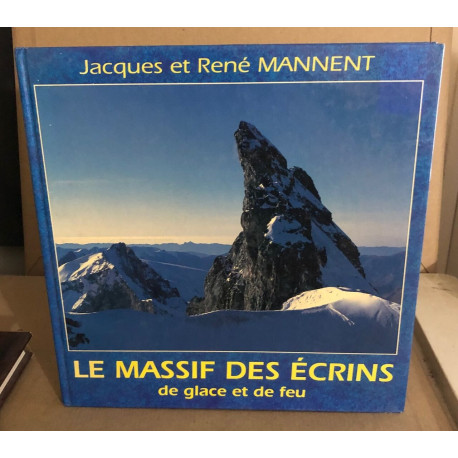 Jacques et René MANNENT
LE MASSIF DES ÉCRINS
de glace et de feu